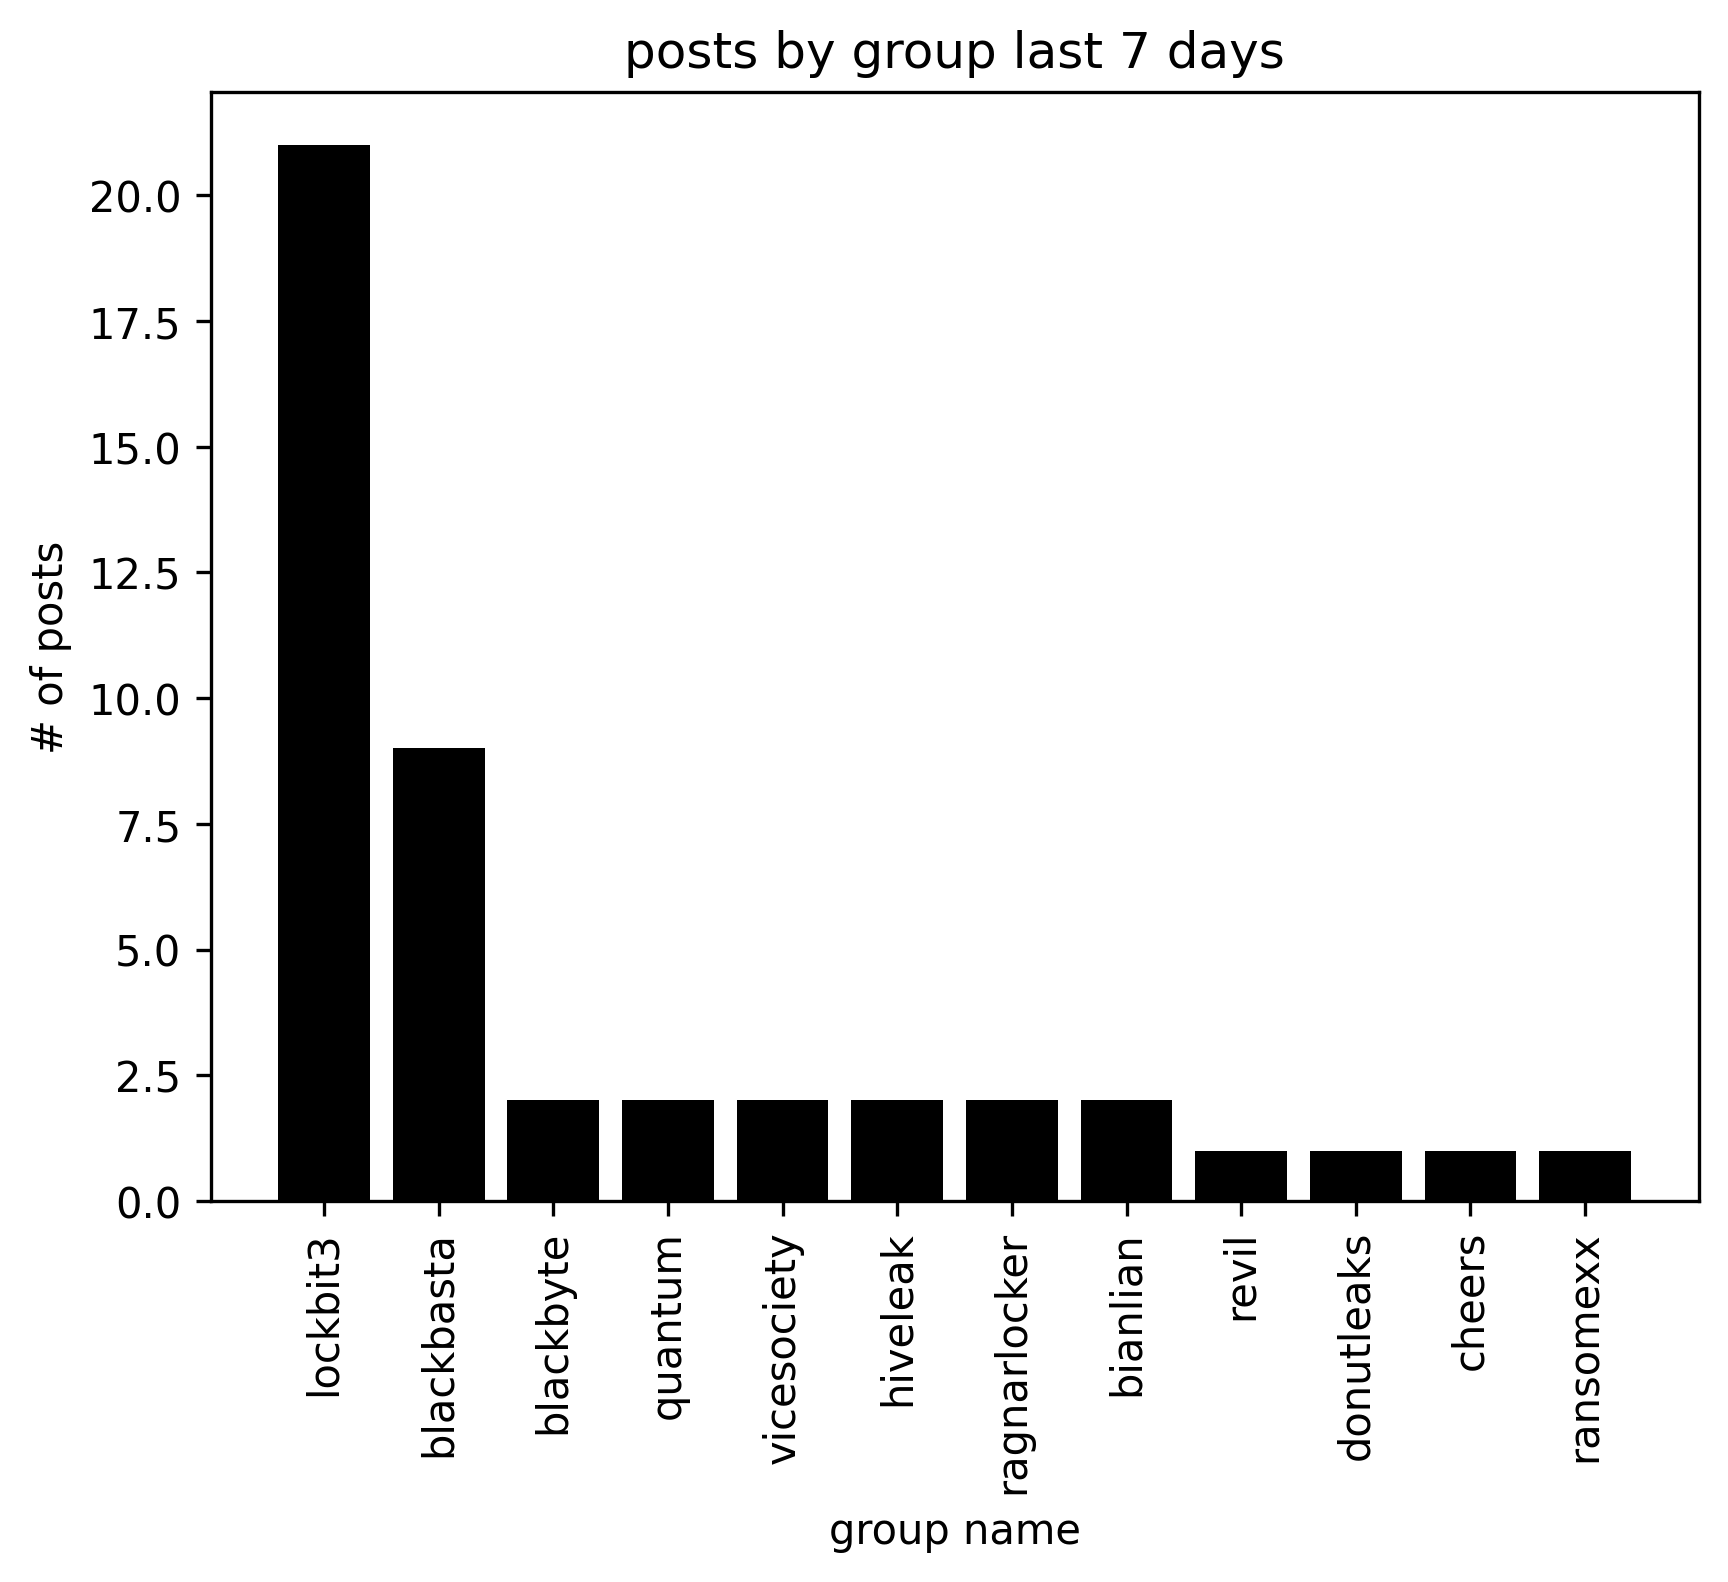 posts by group last 7 days
# of posts
20.0
17.5
15.0
12.5
10.0
7.5
5.0
2.5
0.0
lockbit3
blackbasta
blackbyte
quantum
vicesociety
hiveleak
ragnarlocker
bianlian
revil
donutleaks
cheers
ransomexx
group name